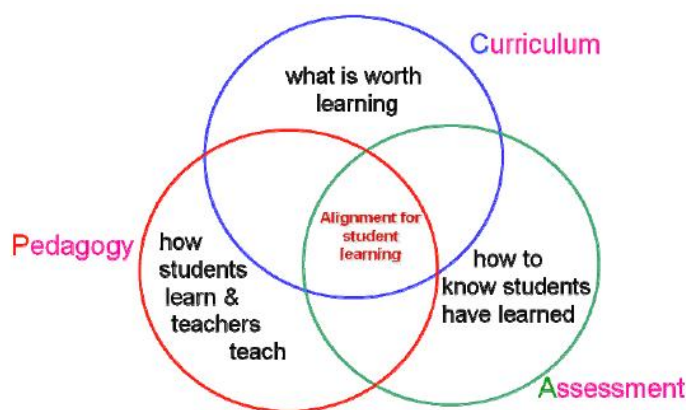 Curriculum
what is worth
learning
Alignment for
student
learning
Pedagogy
how
students
learn &
teachers
teach
how to
know students
have learned
Assessment